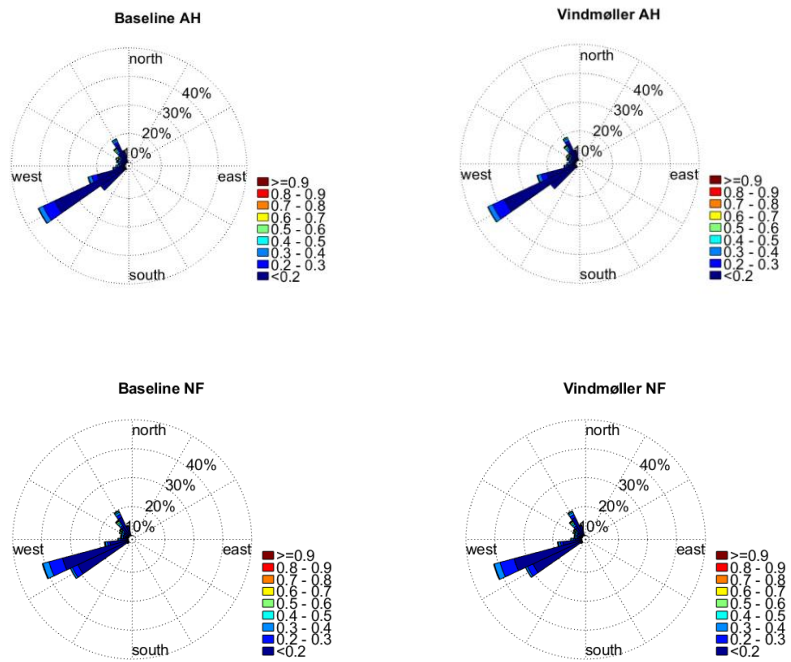 Baseline AH
north
40%
30%
20%
10%
west
east
south
>=0.9
0.8 - 0.9
0.7 - 0.8
0.6 - 0.7
0.5 - 0.6
0.4 - 0.5
0.3 - 0.4
0.2 - 0.3
<0.2
Vindmøller AH
north
40%
30%
20%
10%
west
east
south
>=0.9
0.8 - 0.9
0.7 - 0.8
0.6 - 0.7
0.5 - 0.6
0.4 - 0.5
0.3 - 0.4
0.2 - 0.3
<0.2
Baseline NF
north
40%
30%
20%
10%
west
east
south
>=0.9
0.8 - 0.9
0.7 - 0.8
0.6 - 0.7
0.5 - 0.6
0.4 - 0.5
0.3 - 0.4
0.2 - 0.3
<0.2
Vindmøller NF
north
40%
30%
20%
10%
west
east
south
>=0.9
0.8 - 0.9
0.7 - 0.8
0.6 - 0.7
0.5 - 0.6
0.4 - 0.5
0.3 - 0.4
0.2 - 0.3
<0.2